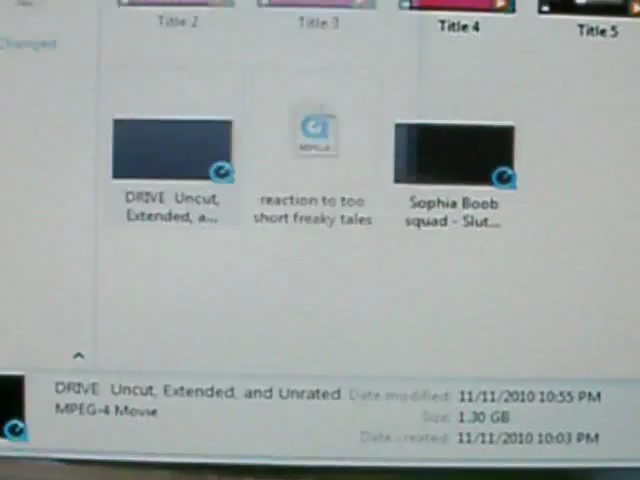 Title 2
Title 3
Title 4
Title 5
Changed
DRIVE Uncut,
Extended, a...
MPEG-4
reaction to too
short freaky tales
Sophia Boob
squad - Slut...
DRIVE Uncut, Extended, and Unrated
MPEG-4 Movie
Date modified: 11/11/2010 10:55 PM
Size: 1.30 GB
Date created: 11/11/2010 10:03 PM